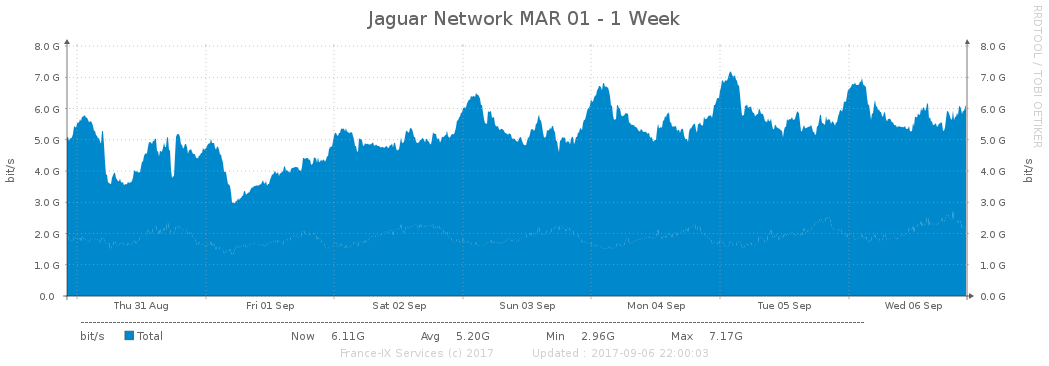 Jaguar Network MAR 01 - 1 Week
RRDTOOL / TOBI OETIKER
8.0 G 8.0 G
7.0 G 7.0 G
6.0 G 6.0 G
5.0 G 5.0 G
4.0 G 4.0 G
3.0 G 3.0 G
2.0 G 2.0 G
1.0 G 1.0 G
0.0 0.0 G
bit/s bit/s
Thu 31 Aug Fri 01 Sep Sat 02 Sep Sun 03 Sep Mon 04 Sep Tue 05 Sep Wed 06 Sep
bit/s Total Now 6.11G Avg 5.20G Min 2.96G Max 7.17G
France-IX Services (c) 2017 Updated : 2017-09-06 22:00:03